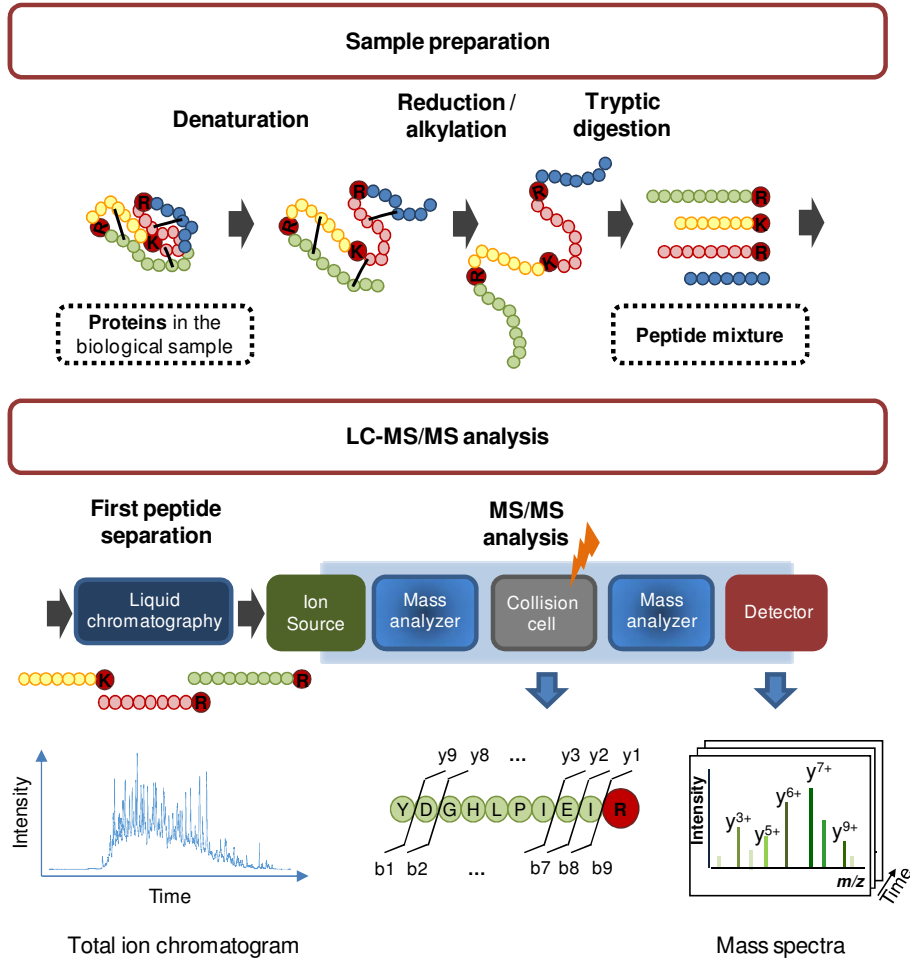 Sample preparation
Denaturation
Reduction /
alkylation
Tryptic
digestion
R
R
K
R
R
K
R
R
K
R
K
R
Proteins in the
biological sample
Peptide mixture
LC-MS/MS analysis
First peptide
separation
MS/MS
analysis
Liquid
chromatography
Ion
Source
Mass
analyzer
Collision
cell
Mass
analyzer
Detector
K
R
R
Intensity
Time
Total ion chromatogram
y9 y8 ... y3 y2 y1
Y D G H L P I E I R
b1 b2 ... b7 b8 b9
Intensity
y3+
y5+
y6+
y7+
y9+
m/z
Time
Mass spectra